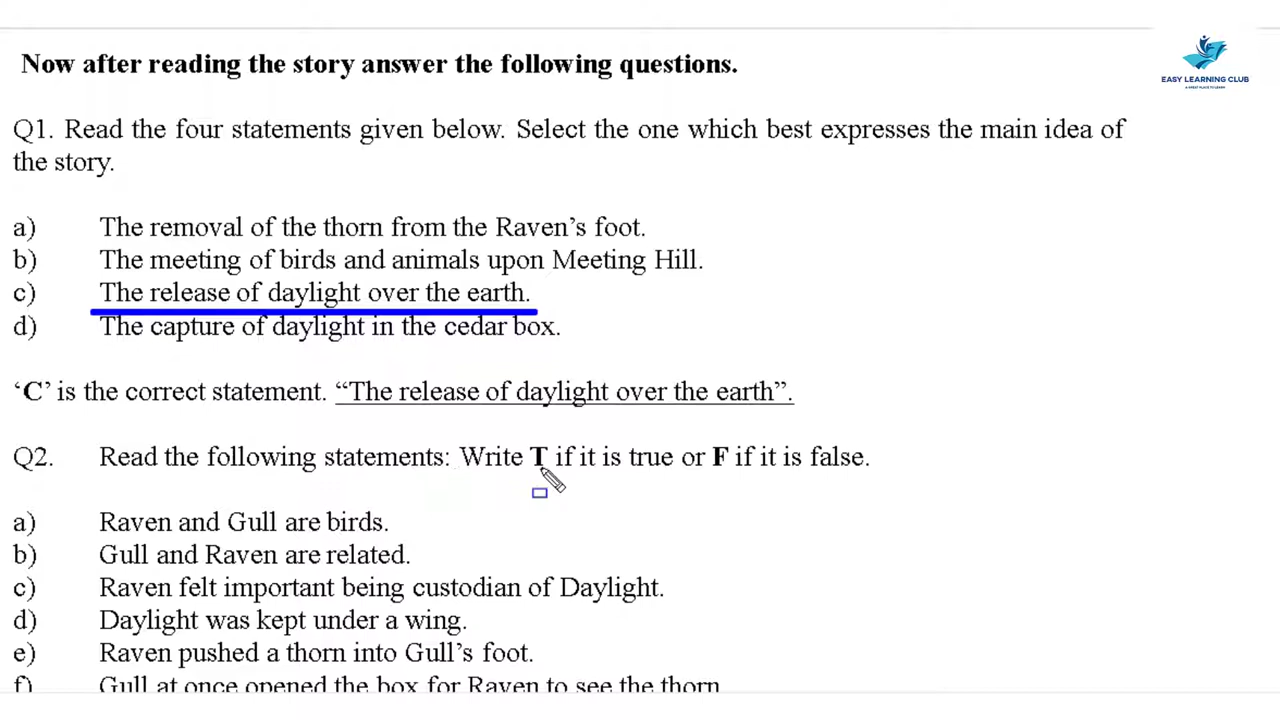 Now after reading the story answer the following questions.
EASY LEARNING CLUB
A GREAT PLACE TO LEARN
Q1. Read the four statements given below. Select the one which best expresses the main idea of
the story.
a) The removal of the thorn from the Raven’s foot.
b) The meeting of birds and animals upon Meeting Hill.
c) The release of daylight over the earth.
d) The capture of daylight in the cedar box.
‘C’ is the correct statement. “The release of daylight over the earth”.
Q2. Read the following statements: Write T if it is true or F if it is false.
a) Raven and Gull are birds.
b) Gull and Raven are related.
c) Raven felt important being custodian of Daylight.
d) Daylight was kept under a wing.
e) Raven pushed a thorn into Gull’s foot.
f) Gull at once opened the box for Raven to see the thorn